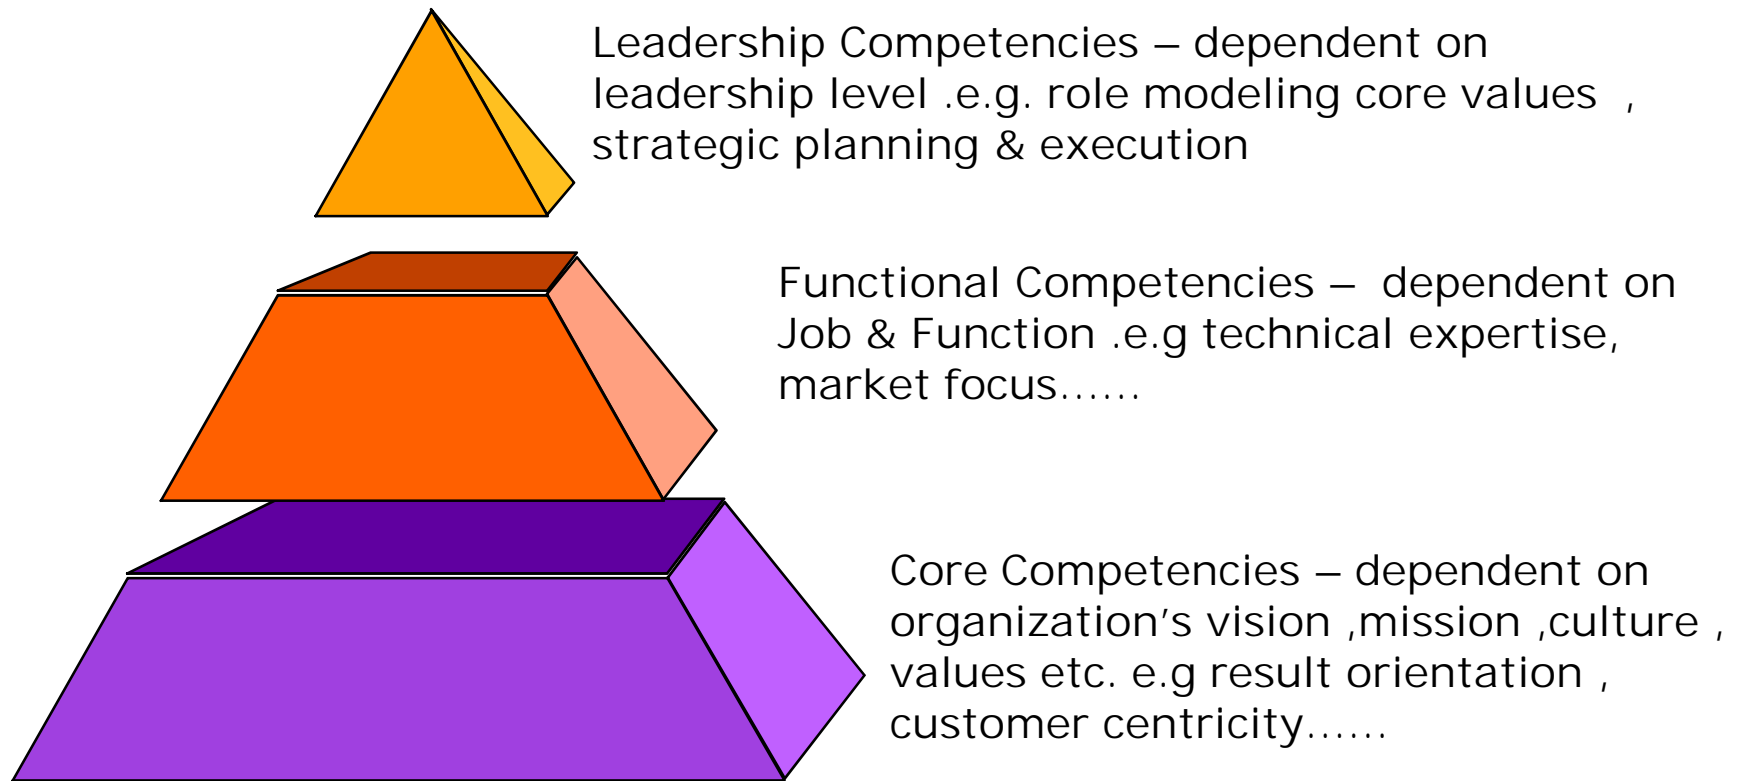 Leadership Competencies – dependent on
leadership level .e.g. role modeling core values ,
strategic planning & execution
Functional Competencies – dependent on
Job & Function .e.g technical expertise,
market focus......
Core Competencies – dependent on
organization’s vision ,mission ,culture ,
values etc. e.g result orientation ,
customer centricity......